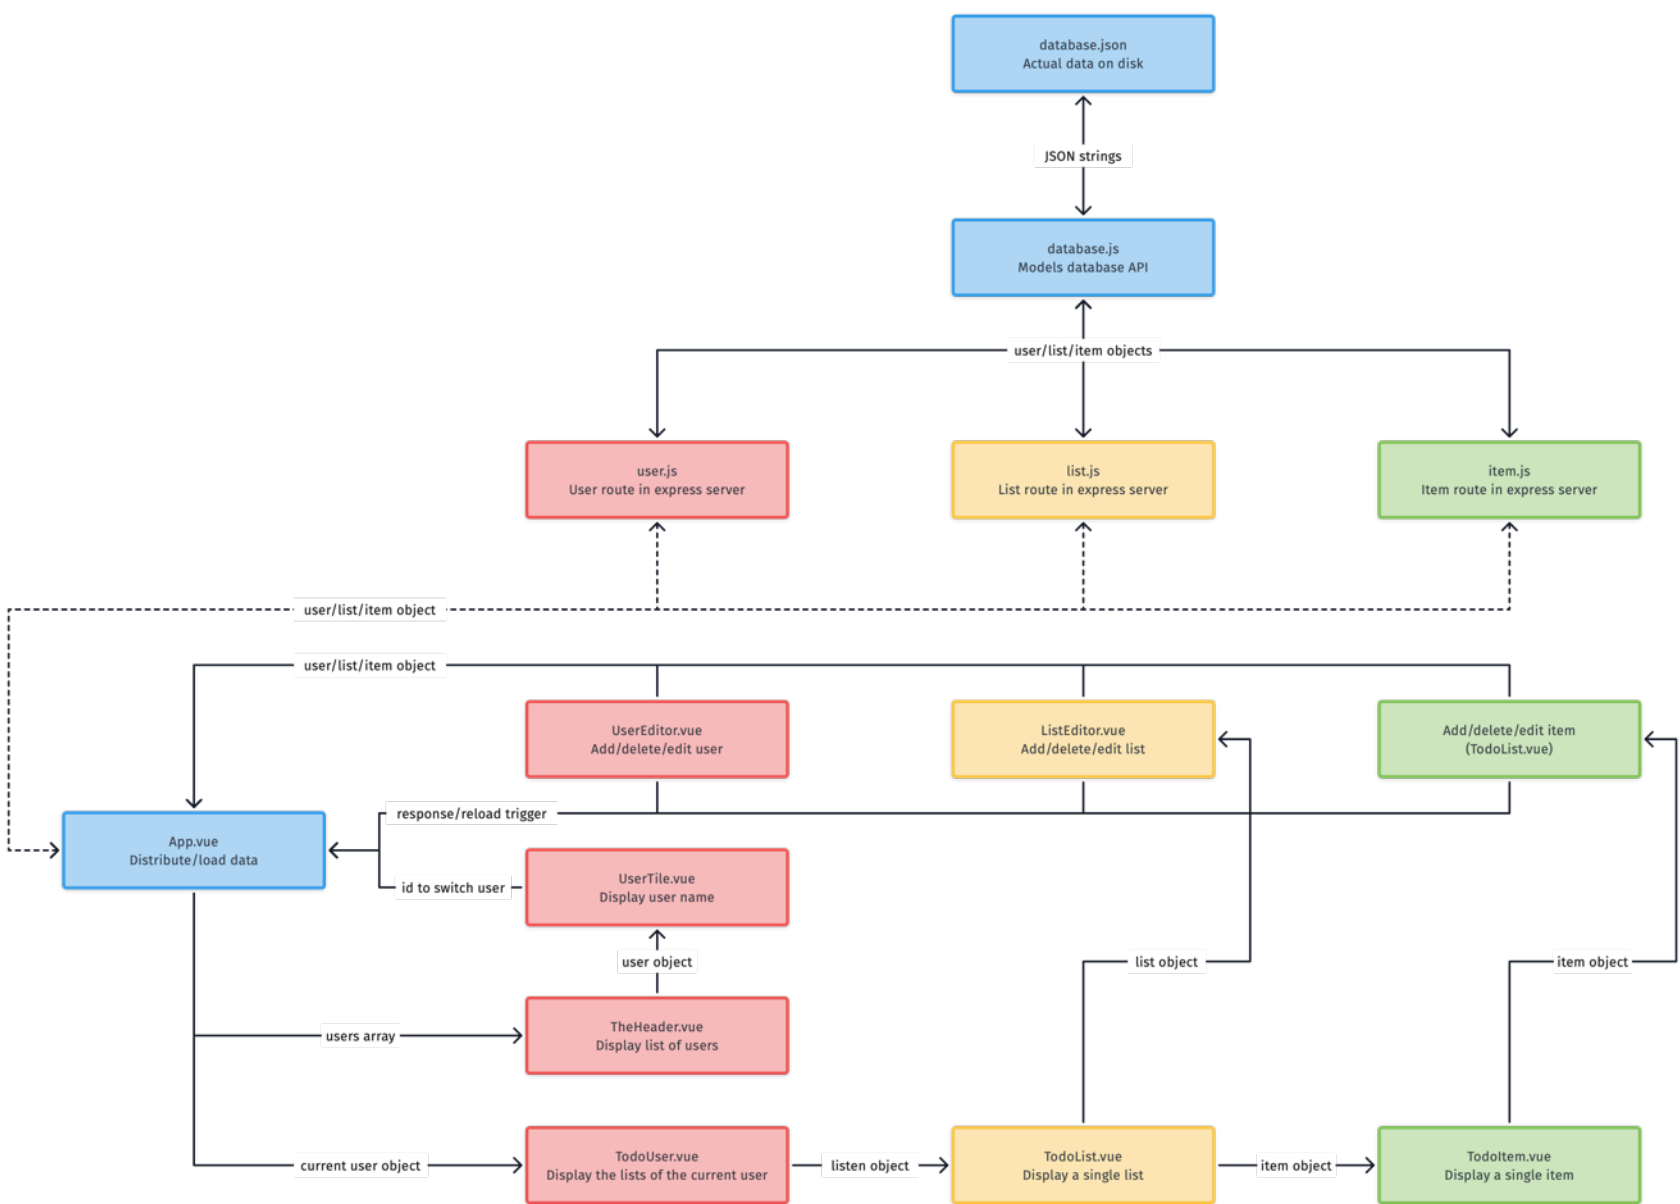 database.json
Actual data on disk
JSON strings
database.js
Models database API
user/list/item objects
user.js
User route in express server
list.js
List route in express server
item.js
Item route in express server
user/list/item object
user/list/item object
UserEditor.vue
Add/delete/edit user
ListEditor.vue
Add/delete/edit list
Add/delete/edit item
(TodoList.vue)
response/reload trigger
App.vue
Distribute/load data
id to switch user
UserTile.vue
Display user name
user object
list object
item object
users array
TheHeader.vue
Display list of users
current user object
TodoUser.vue
Display the lists of the current user
listen object
TodoList.vue
Display a single list
item object
TodoItem.vue
Display a single item